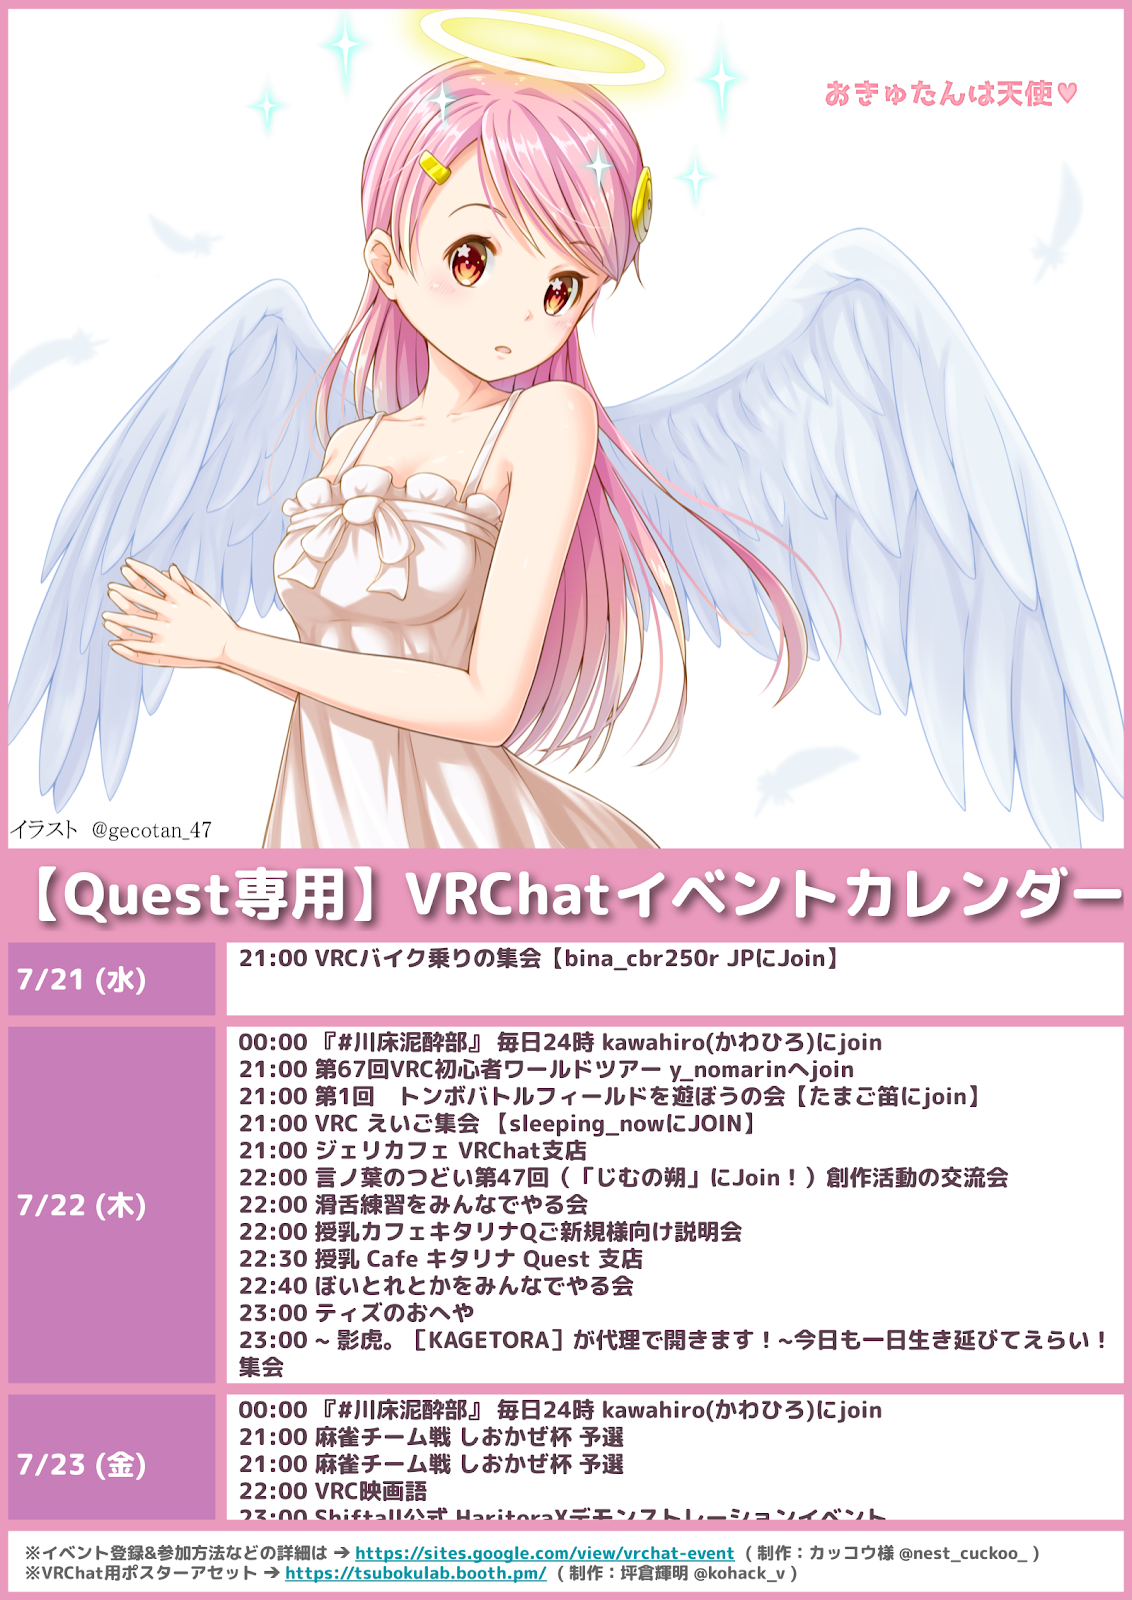 おきゅたんは天使♥
イラスト @gecotan_47
【Quest専用】VRChatイベントカレンダー
7/21 (水)
21:00 VRCバイク乗りの集会【bina_cbr250r JPにJoin】
7/22 (木)
00:00 『#川床泥酔部』 毎日24時 kawahiro(かわひろ)にjoin
21:00 第67回VRC初心者ワールドツアー y_nomarinへjoin
21:00 第1回　トンボバトルフィールドを遊ぼうの会【たまご笛にjoin】
21:00 VRC えいご集会 【sleeping_nowにJOIN】
21:00 ジェリカフェ VRChat支店
22:00 言ノ葉のつどい第47回（「じむの朔」にJoin！）創作活動の交流会
22:00 滑舌練習をみんなでやる会
22:00 授乳カフェキタリナQご新規様向け説明会
22:30 授乳 Cafe キタリナ Quest 支店
22:40 ぼいとれとかをみんなでやる会
23:00 ティズのおへや
23:00 ~ 影虎。［KAGETORA］が代理で開きます！~今日も一日生き延びてえらい！
集会
7/23 (金)
00:00 『#川床泥酔部』 毎日24時 kawahiro(かわひろ)にjoin
21:00 麻雀チーム戦 しおかぜ杯 予選
21:00 麻雀チーム戦 しおかぜ杯 予選
22:00 VRC映画語
23:00 Shiftall公式 HaritoraXデモンストレーションイベント
※イベント登録&参加方法などの詳細は → https://sites.google.com/view/vrchat-event ( 制作：カッコウ様 @nest_cuckoo_ )
※VRChat用ポスターアセット → https://tsubokulab.booth.pm/ ( 制作：坪倉輝明 @kohack_v )